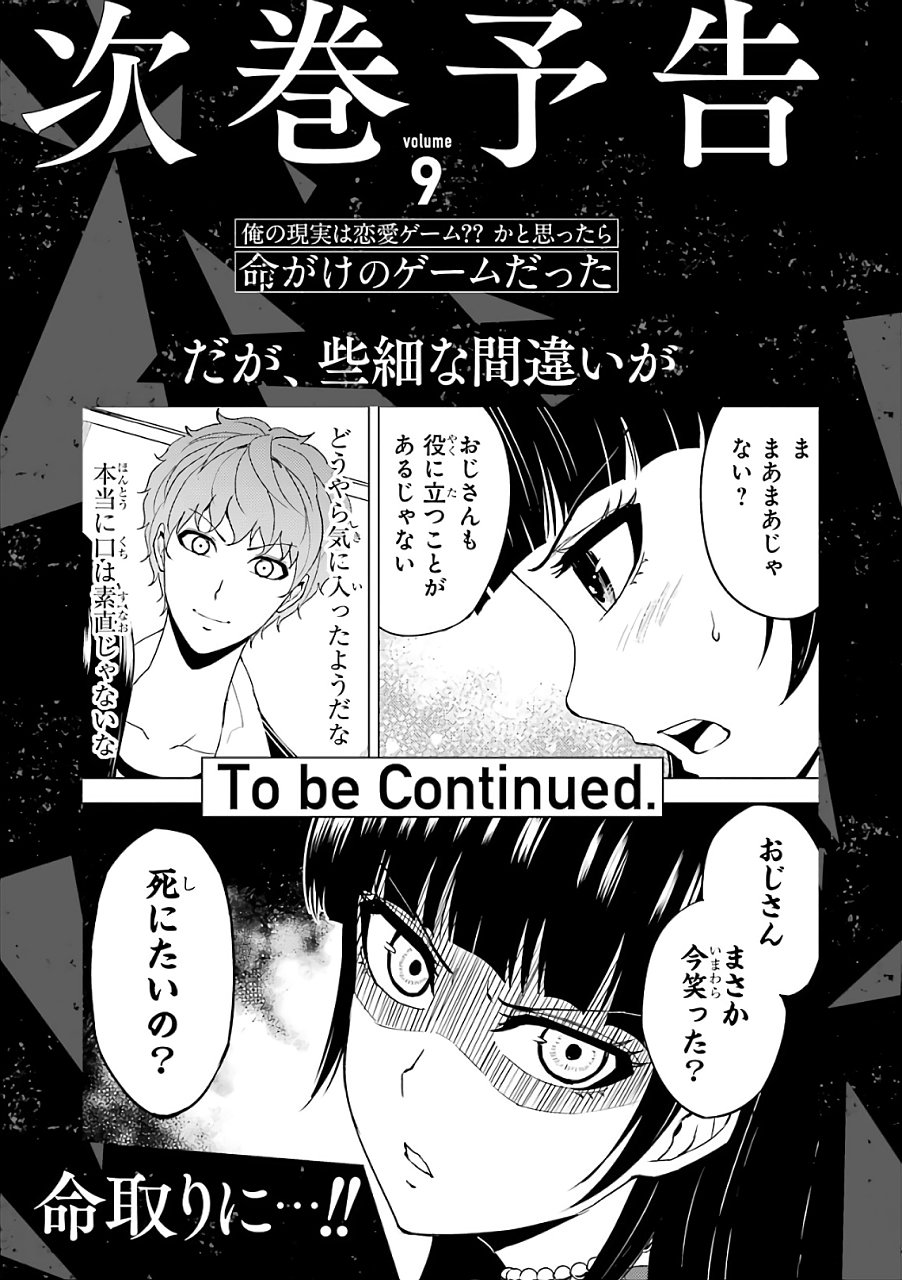 次巻予告
volume
9
俺の現実は恋愛ゲーム?? かと思ったら
命がけのゲームだった
だが、些細な間違いが
ま
まあまあじゃ
ない?
おじさんも
役に立つことが
あるじゃない
どうやら気に入ったようだな
本当に口は素直じゃないな
To be Continued.
おじさん
まさか
今笑った?
死にたいの?
命取りに…!!